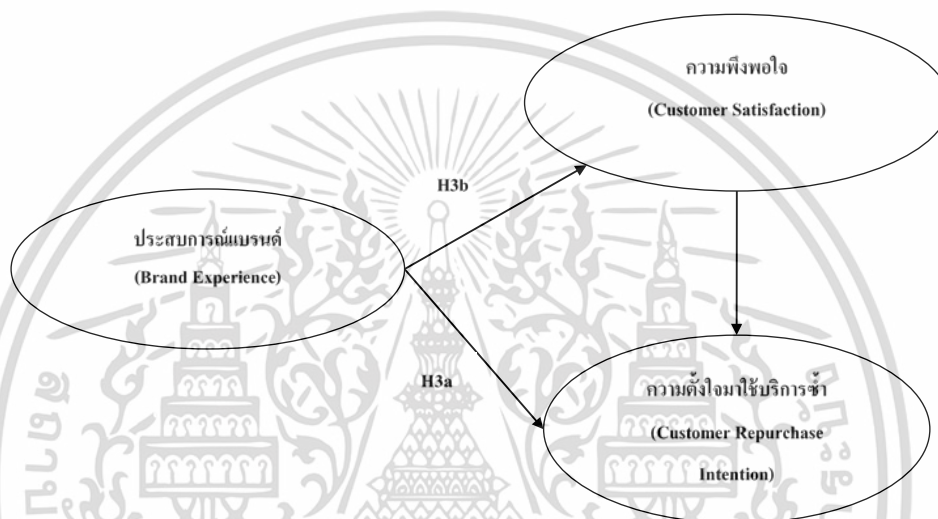 ความพึงพอใจ
(Customer Satisfaction)
H3b
ประสบการณ์แบรนด์
(Brand Experience)
H3a
ความตั้งใจมาใช้บริการซ้ำ
(Customer Repurchase
Intention)